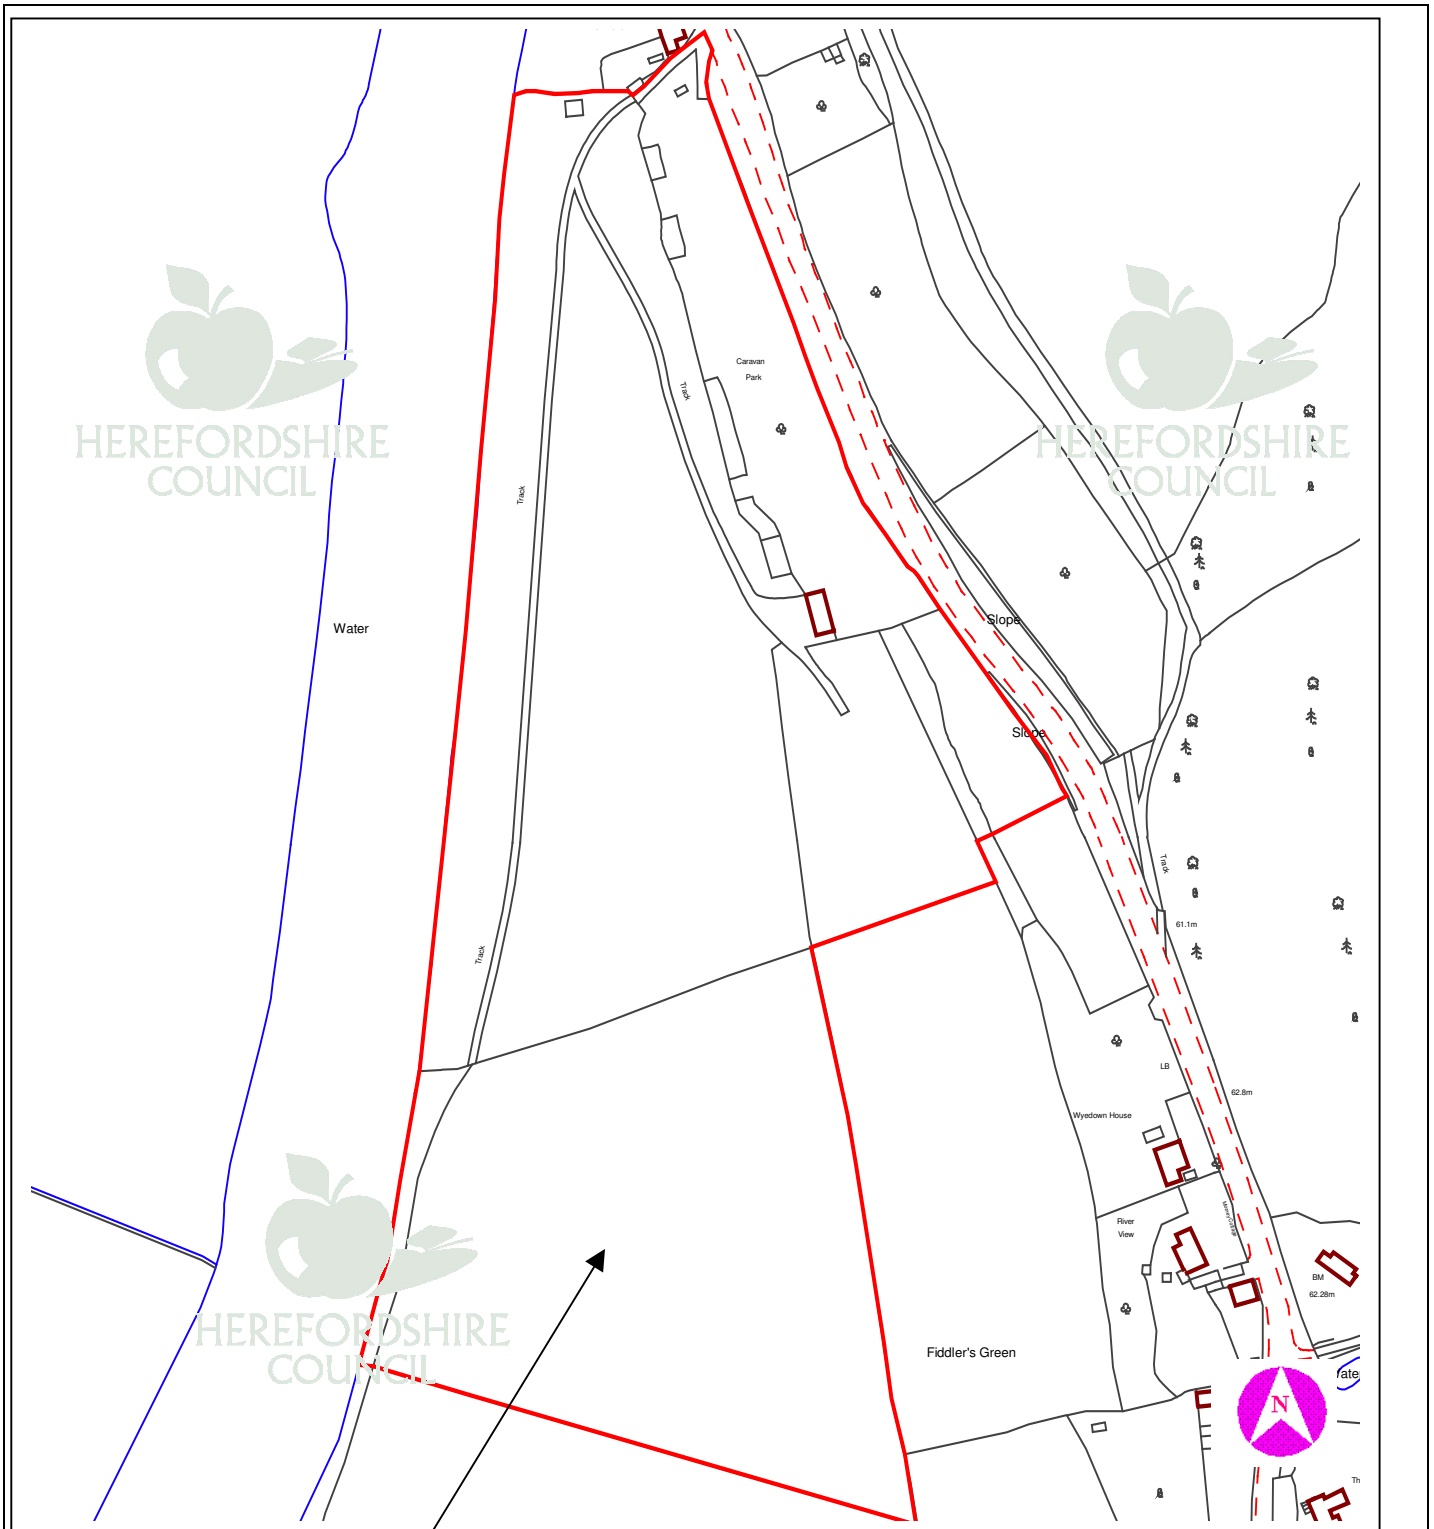 Caravan
Park
HEREFORDSHIRE
COUNCIL
HEREFORDSHIRE
COUNCIL
Track
Track
Water
Slope
Slope
Track
61.1m
Track
LB
62.8m
Wyedown House
River
View
BM
62.28m
HEREFORDSHIRE
COUNCIL
Fiddler's Green
N